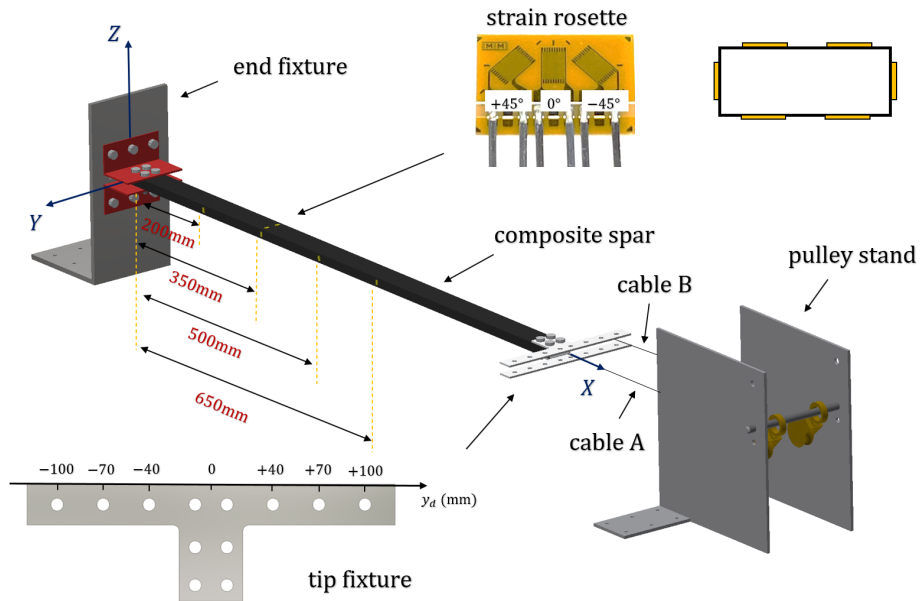 Z
end fixture
strain rosette
MM
+45°
0°
−45°
Y
200mm
350mm
500mm
650mm
composite spar
pulley stand
cable B
X
cable A
−100
−70
−40
0
+40
+70
+100
y_d (mm)
tip fixture